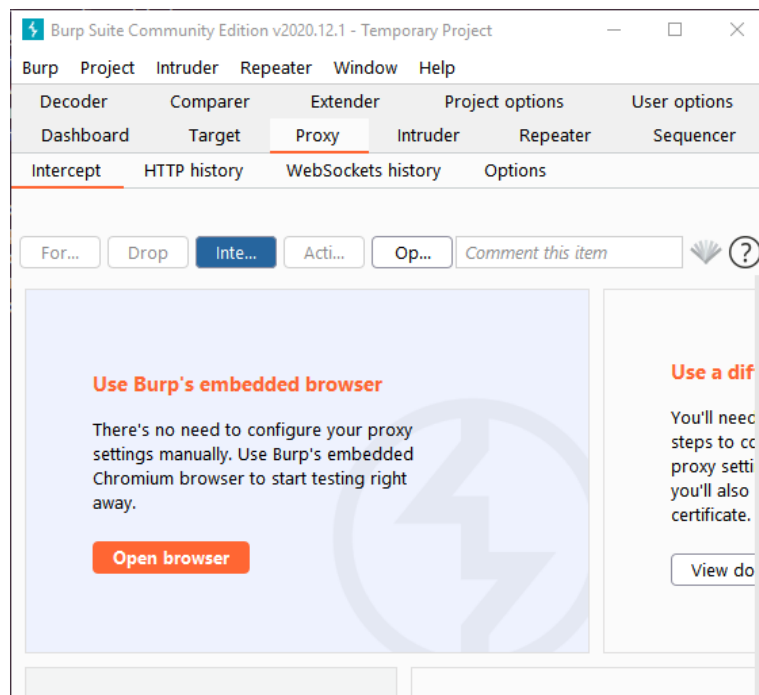 Burp Suite Community Edition v2020.12.1 - Temporary Project
Burp Project Intruder Repeater Window Help
Decoder Comparer Extender Project options User options
Dashboard Target Proxy Intruder Repeater Sequencer
Intercept HTTP history WebSockets history Options
For... Drop Inte... Acti... Op... Comment this item ?
Use Burp's embedded browser
There's no need to configure your proxy
settings manually. Use Burp's embedded
Chromium browser to start testing right
away.
Open browser
Use a dif
You'll need
steps to co
proxy setti
you'll also
certificate.
View do